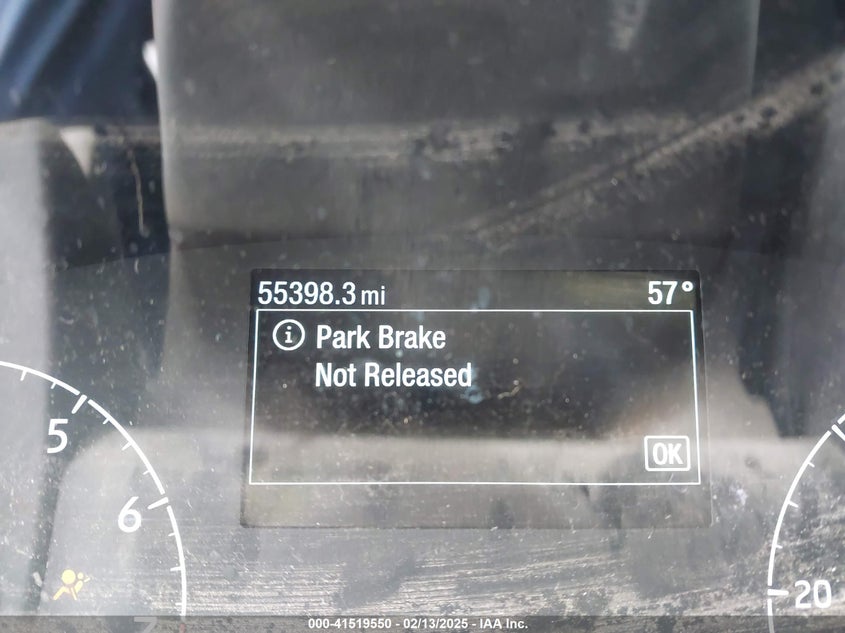 55398.3 mi 57°
Park Brake
Not Released
OK
5
6
7
20
000-41519550 - 02/13/2025 - IAA Inc.